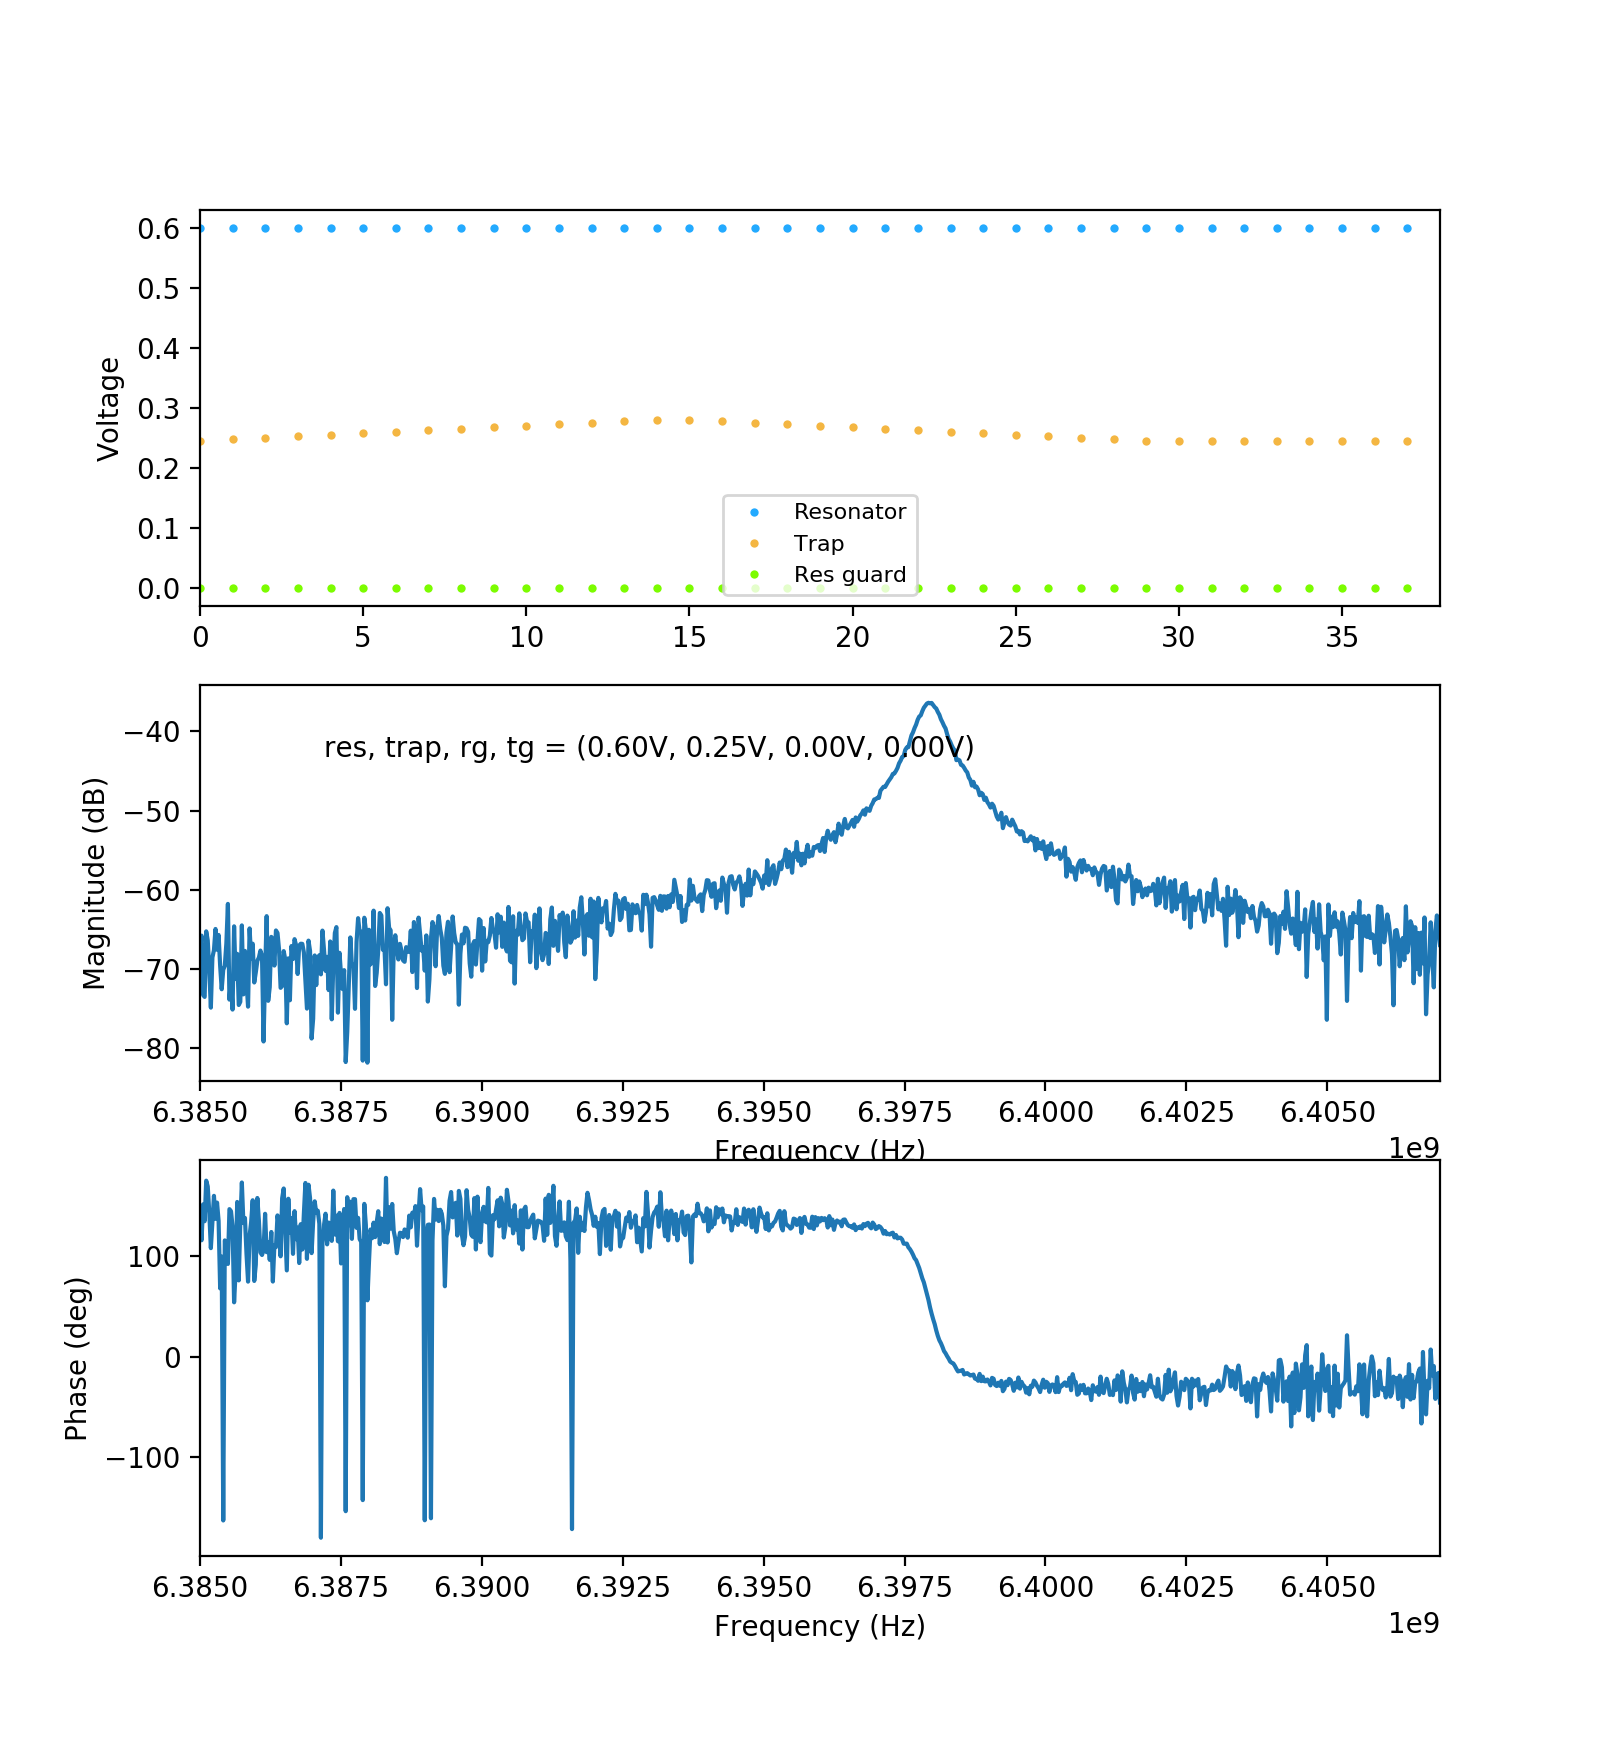 0.6
0.5
0.4
0.3
0.2
0.1
0.0
Voltage
Resonator
Trap
Res guard
0 5 10 15 20 25 30 35
−40
−50
−60
−70
−80
Magnitude (dB)
res, trap, rg, tg = (0.60V, 0.25V, 0.00V, 0.00V)
6.3850 6.3875 6.3900 6.3925 6.3950 6.3975 6.4000 6.4025 6.4050
1e9
Frequency (Hz)
100
0
−100
Phase (deg)
6.3850 6.3875 6.3900 6.3925 6.3950 6.3975 6.4000 6.4025 6.4050
1e9
Frequency (Hz)